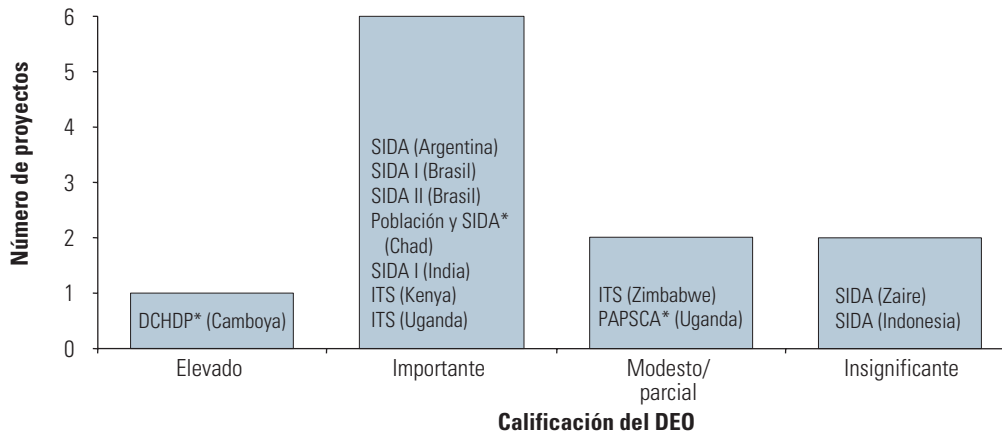 Número de proyectos
6
5
4
3
2
1
0
DCHDP* (Camboya)
SIDA (Argentina)
SIDA I (Brasil)
SIDA II (Brasil)
Población y SIDA*
(Chad)
SIDA I (India)
ITS (Kenya)
ITS (Uganda)
ITS (Zimbabwe)
PAPSCA* (Uganda)
SIDA (Zaire)
SIDA (Indonesia)
Elevado
Importante
Modesto/
parcial
Insignificante
Calificación del DEO